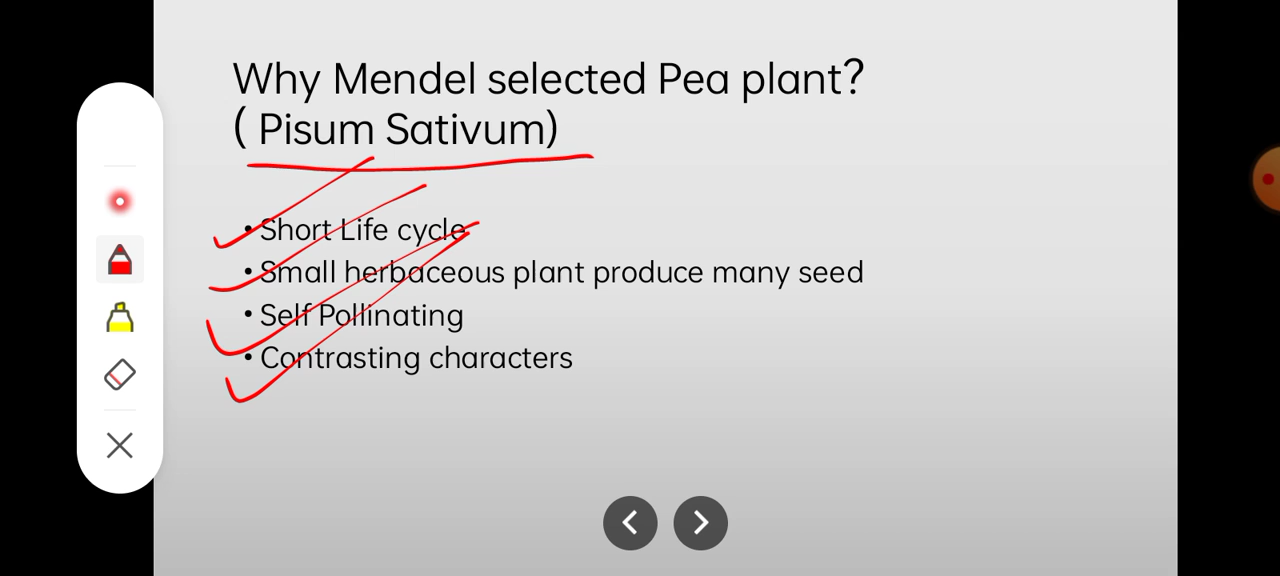 Why Mendel selected Pea plant?
( Pisum Sativum)
• Short Life cycle
• Small herbaceous plant produce many seed
• Self Pollinating
• Contrasting characters